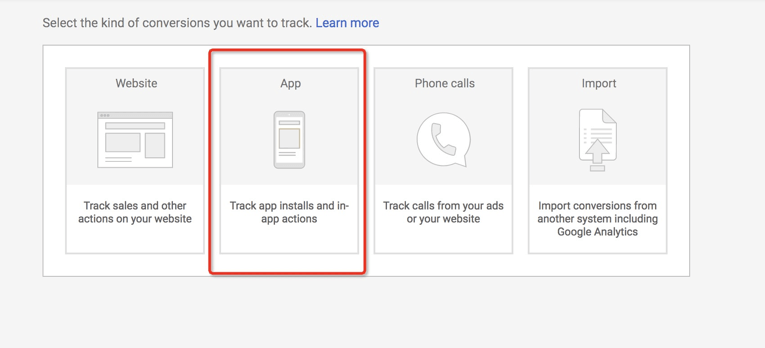 Select the kind of conversions you want to track. Learn more
Website
App
Phone calls
Import
Track sales and other
actions on your website
Track app installs and in-
app actions
Track calls from your ads
or your website
Import conversions from
another system including
Google Analytics